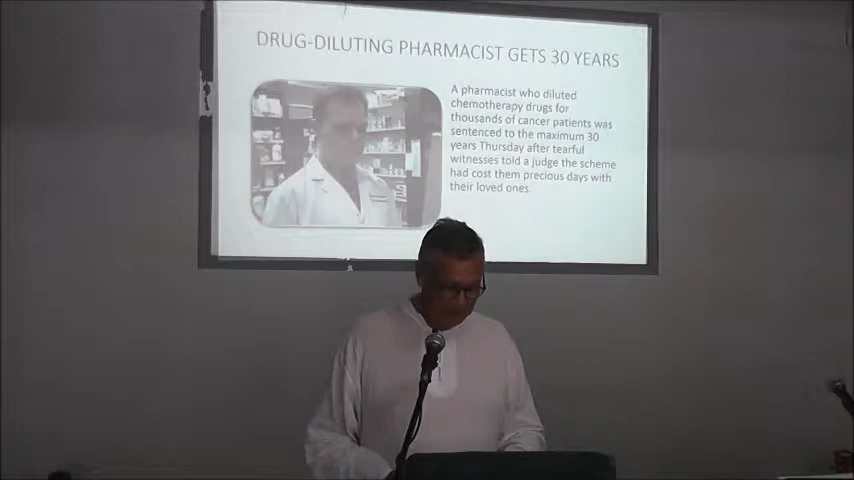 DRUG-DILUTING PHARMACIST GETS 30 YEARS
A pharmacist who diluted
chemotherapy drugs for
thousands of cancer patients was
sentenced to the maximum 30
years Thursday after tearful
witnesses told a judge the scheme
had cost them precious days with
their loved ones.